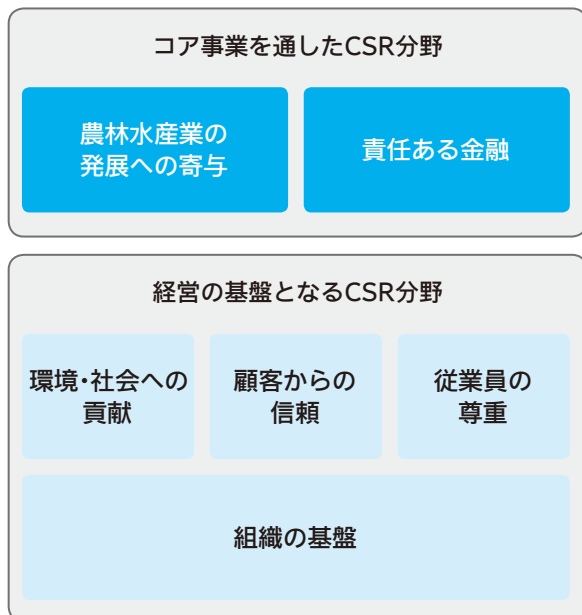 コア事業を通したCSR分野
農林水産業の
発展への寄与
責任ある金融
経営の基盤となるCSR分野
環境・社会への
貢献
顧客からの
信頼
従業員の
尊重
組織の基盤